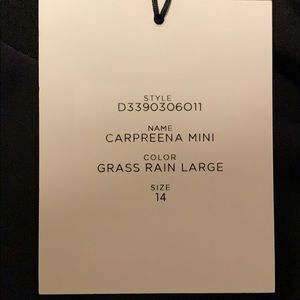 STYLE
D3390306011
NAME
CARPREENA MINI
COLOR
GRASS RAIN LARGE
SIZE
14